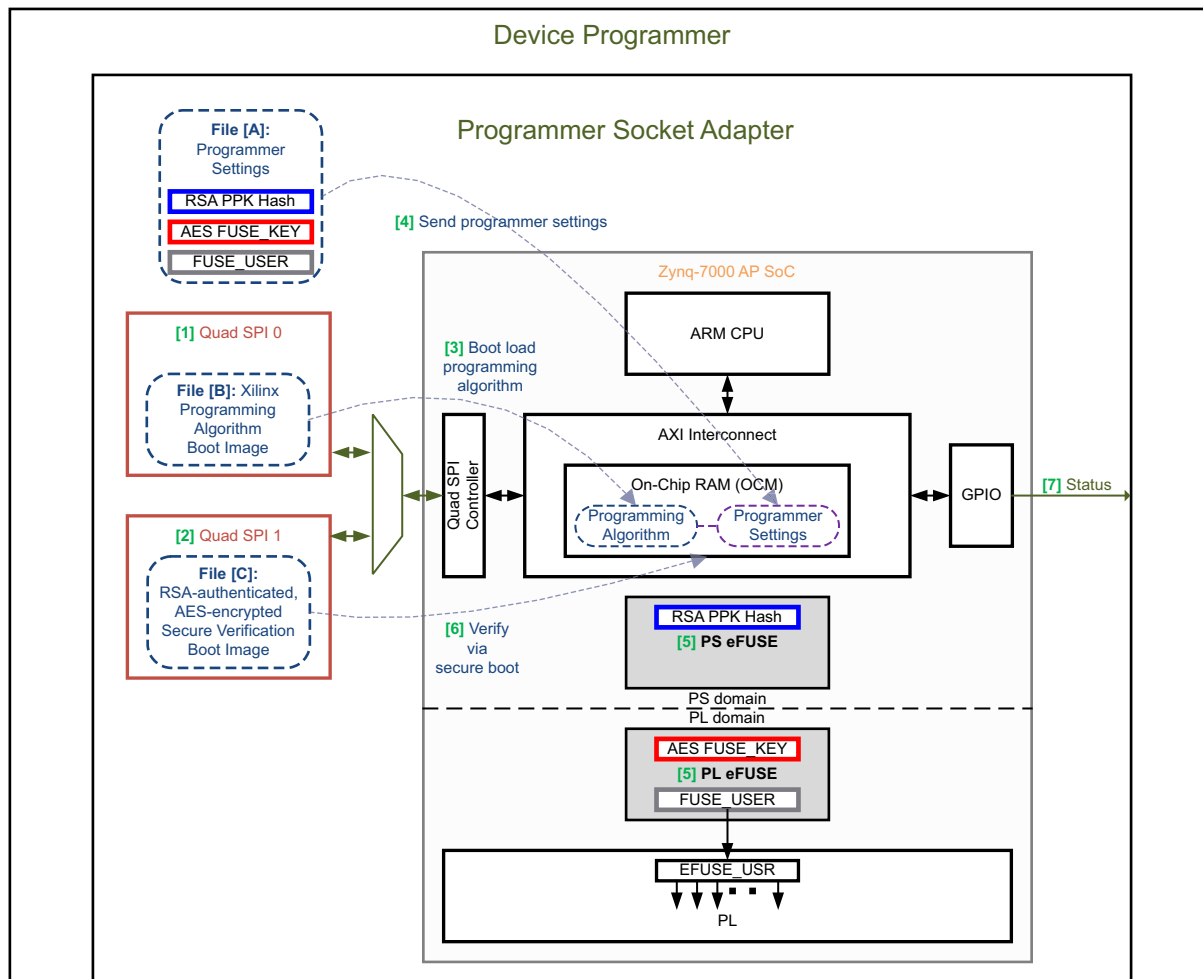 Device Programmer
Programmer Socket Adapter
File [A]:
Programmer
Settings
RSA PPK Hash
AES FUSE_KEY
FUSE_USER
[4] Send programmer settings
Zynq-7000 AP SoC
[1] Quad SPI 0
File [B]: Xilinx
Programming
Algorithm
Boot Image
[3] Boot load
programming
algorithm
ARM CPU
AXI Interconnect
On-Chip RAM (OCM)
Programming
Algorithm
Programmer
Settings
Quad SPI
Controller
GPIO
[7] Status
[2] Quad SPI 1
File [C]:
RSA-authenticated,
AES-encrypted
Secure Verification
Boot Image
[6] Verify
via
secure boot
RSA PPK Hash
[5] PS eFUSE
PS domain
PL domain
AES FUSE_KEY
[5] PL eFUSE
FUSE_USER
EFUSE_USR
PL